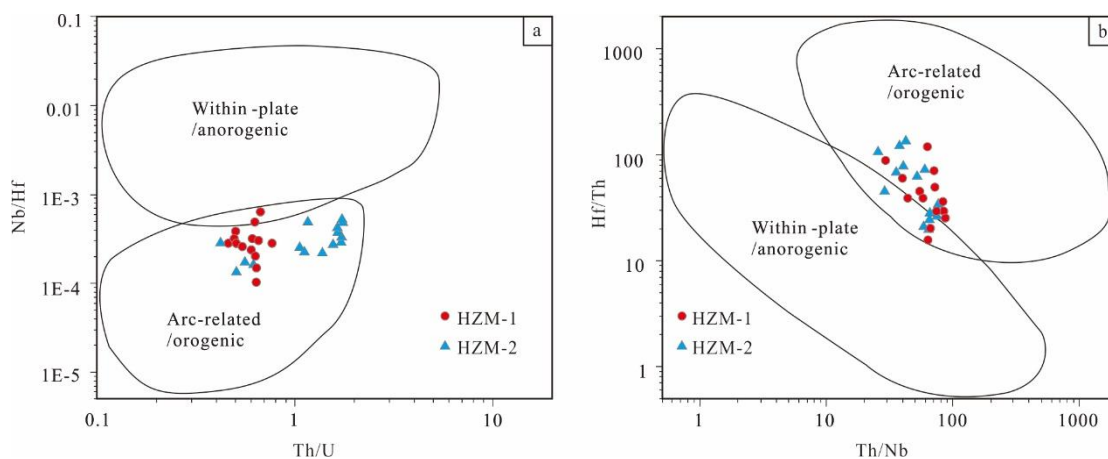 a
0.1
0.01
1E-3
1E-4
1E-5
Nb/Hf
Within -plate
/anorogenic
Arc-related
/orogenic
HZM-1
HZM-2
0.1
1
10
Th/U
b
1000
100
10
1
Hf/Th
Arc-related
/orogenic
Within -plate
/anorogenic
HZM-1
HZM-2
1
10
100
1000
Th/Nb